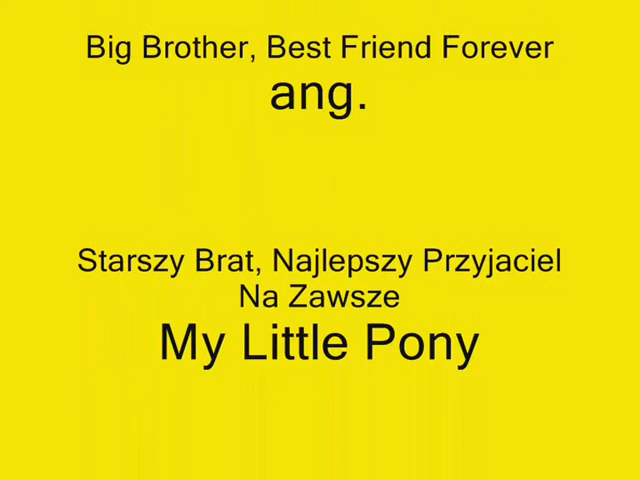 Big Brother, Best Friend Forever
ang.
Starszy Brat, Najlepszy Przyjaciel
Na Zawsze
My Little Pony